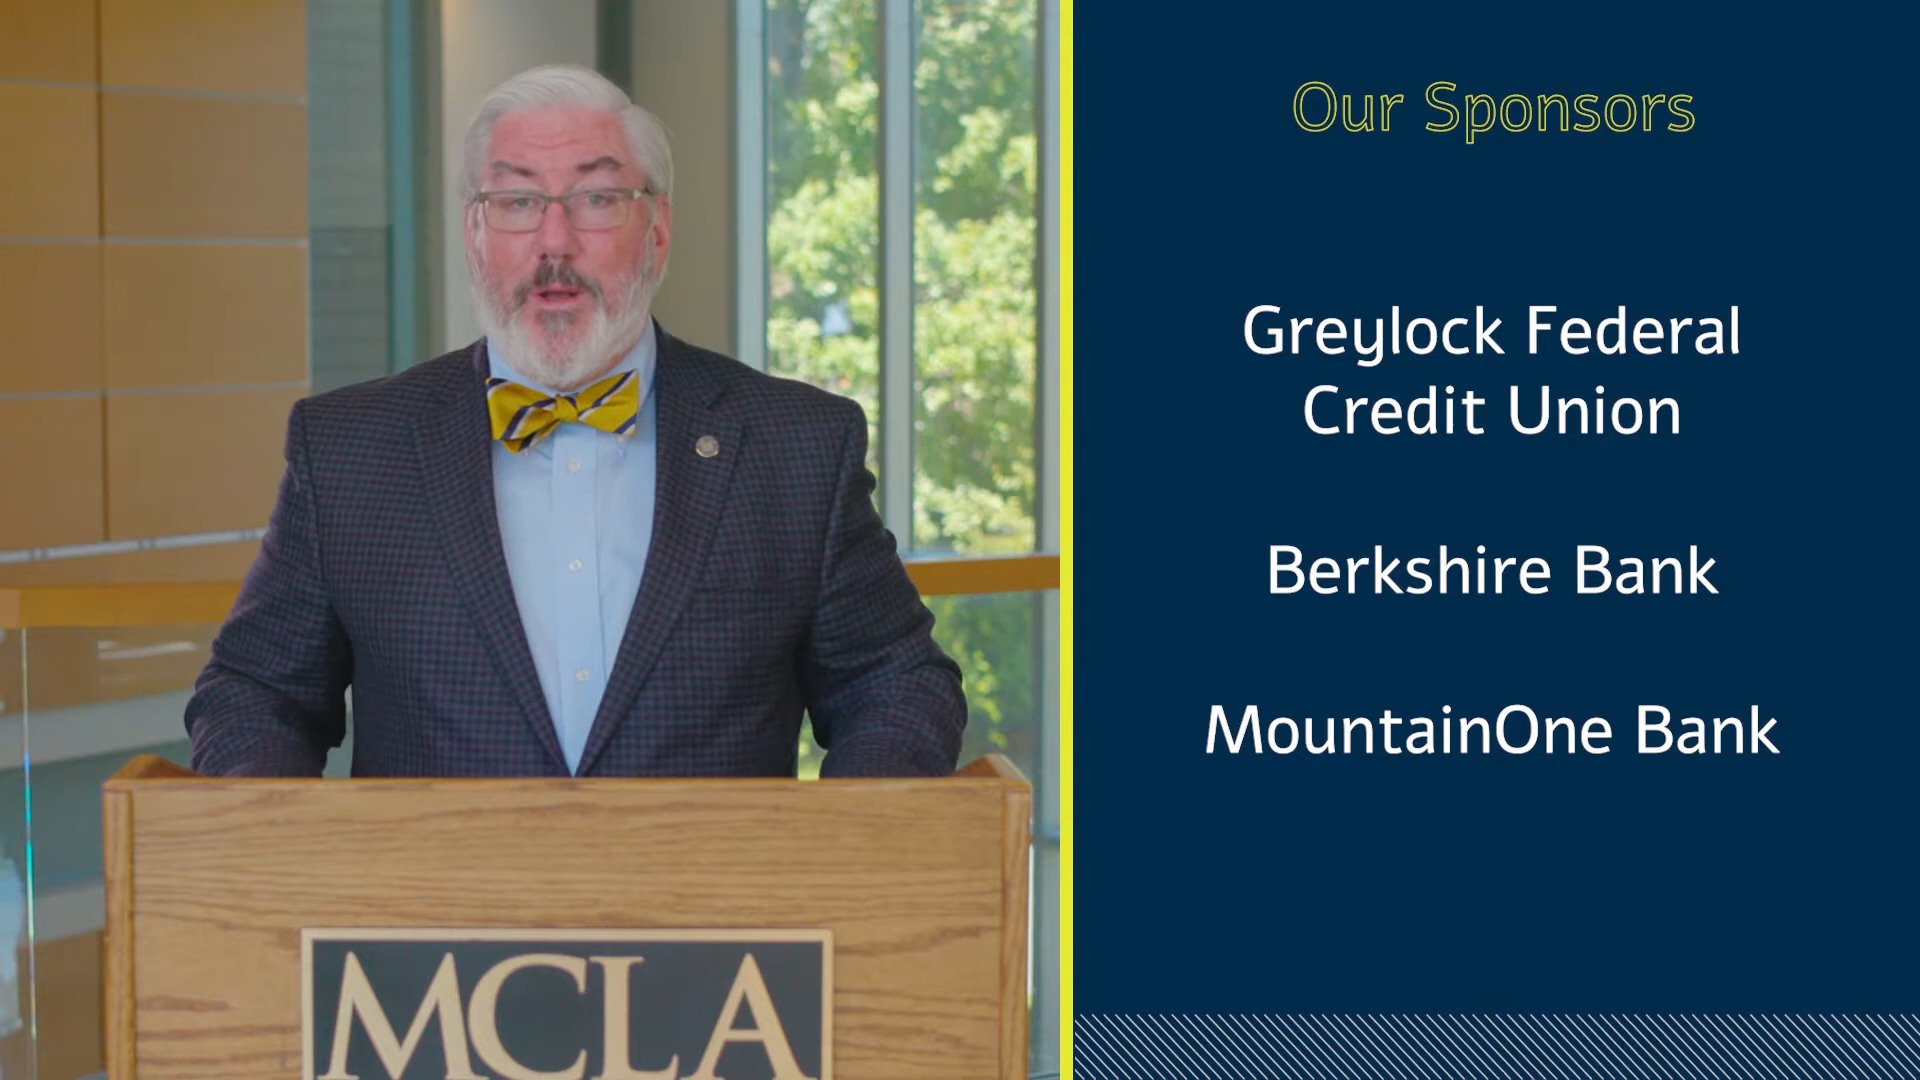 Our Sponsors
Greylock Federal
Credit Union
Berkshire Bank
MountainOne Bank
MCLA